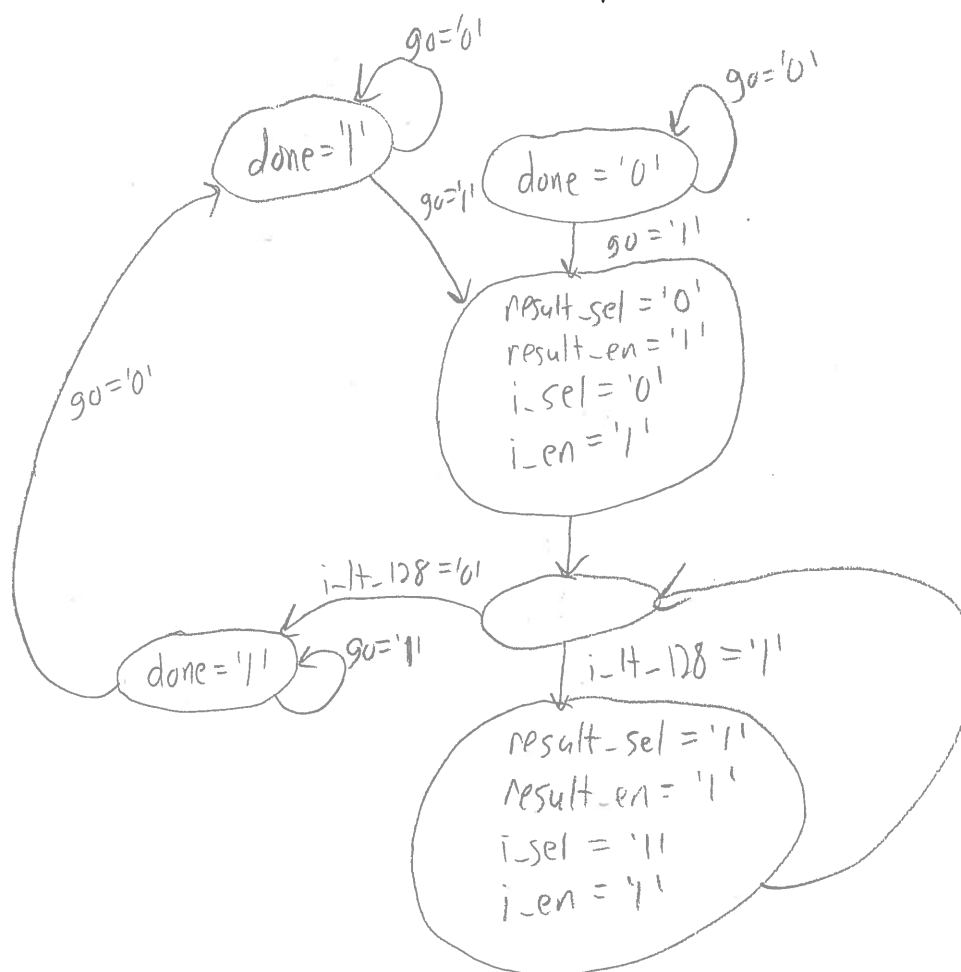 go='0'
go='0'
done='1'
done = '0'
go='1'
go='1'
result_sel='0'
result_en='1'
i_sel='0'
i_en='1'
go='0'
i_lt_128='0'
done='1'
go='1'
i_lt_128='1'
result_sel='1'
result_en='1'
i_sel='1'
i_en='1'